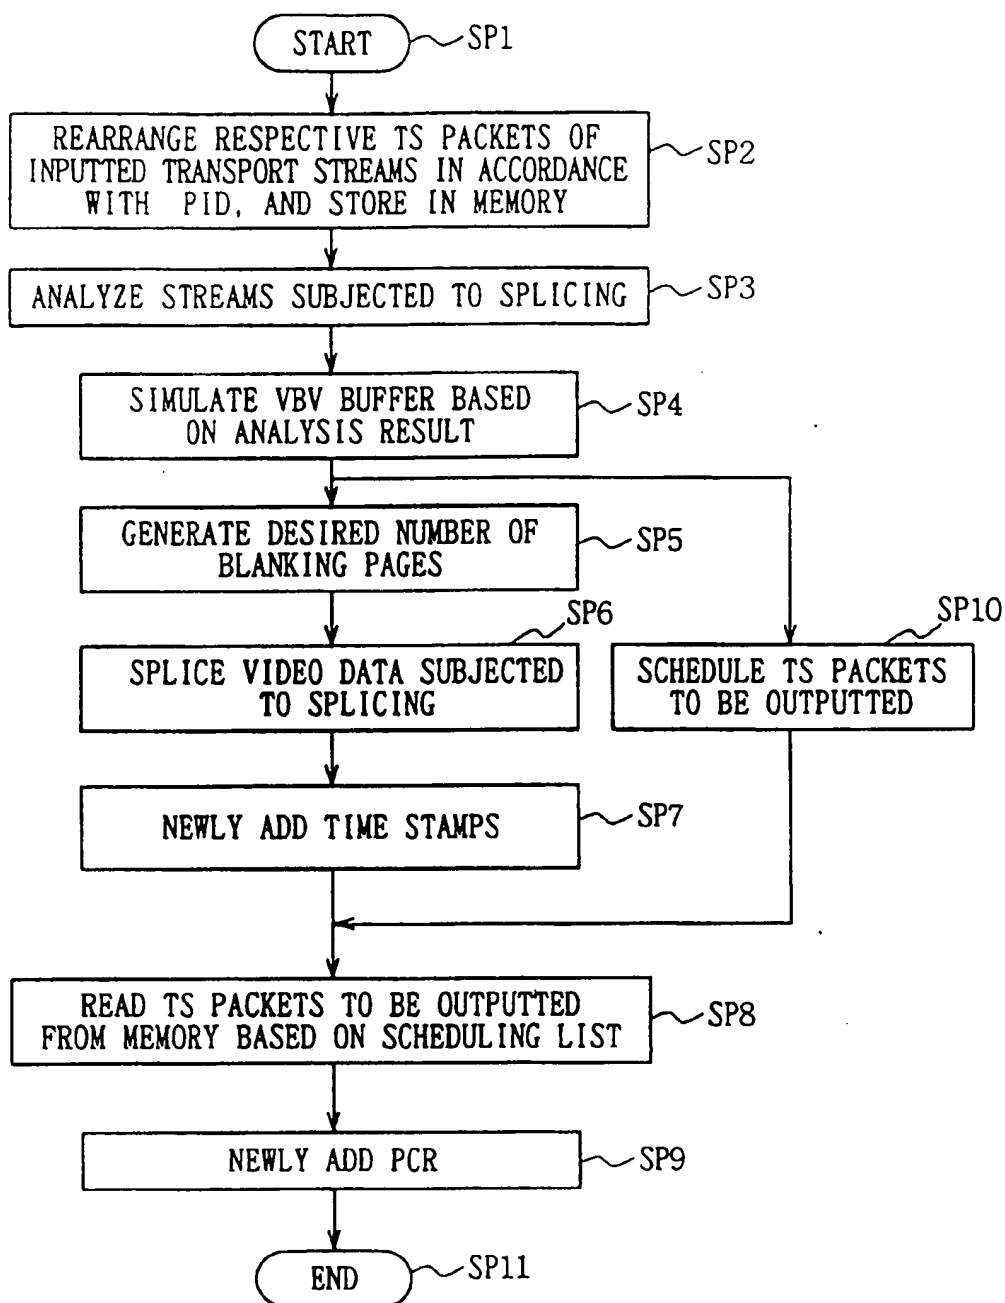 START
SP1
REARRANGE RESPECTIVE TS PACKETS OF
INPUTTED TRANSPORT STREAMS IN ACCORDANCE
WITH PID, AND STORE IN MEMORY
SP2
ANALYZE STREAMS SUBJECTED TO SPLICING
SP3
SIMULATE VBV BUFFER BASED
ON ANALYSIS RESULT
SP4
GENERATE DESIRED NUMBER OF
BLANKING PAGES
SP5
SP6
SPLICE VIDEO DATA SUBJECTED
TO SPLICING
SP10
SCHEDULE TS PACKETS
TO BE OUTPUTTED
NEWLY ADD TIME STAMPS
SP7
READ TS PACKETS TO BE OUTPUTTED
FROM MEMORY BASED ON SCHEDULING LIST
SP8
NEWLY ADD PCR
SP9
END
SP11